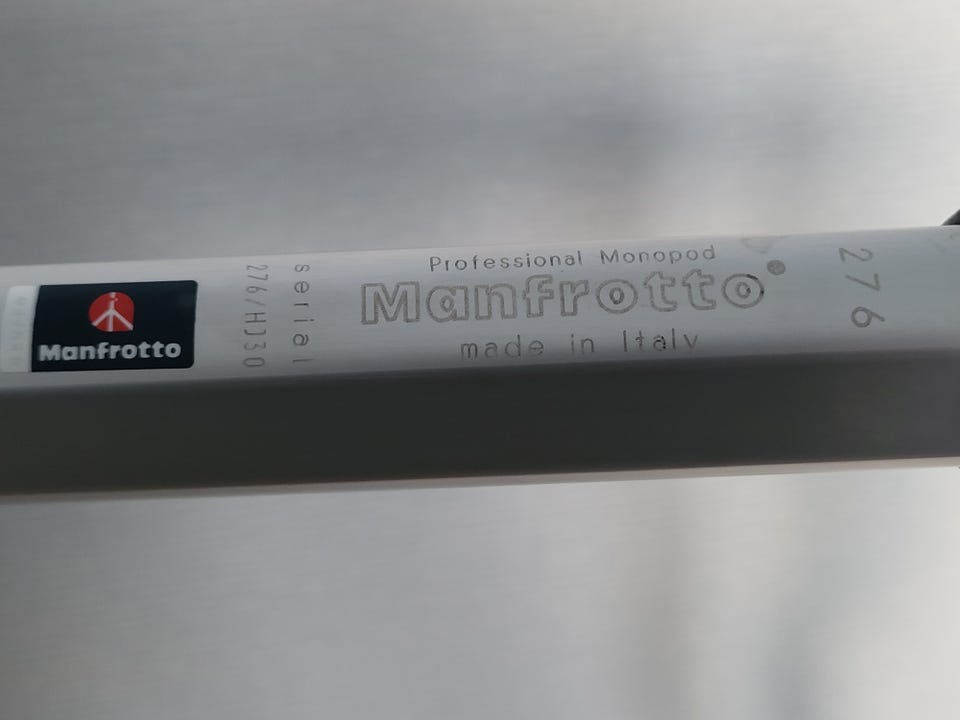 Manfrotto
serial
276/HJ30
Professional Monopod
Manfrotto®
made in Italy
276